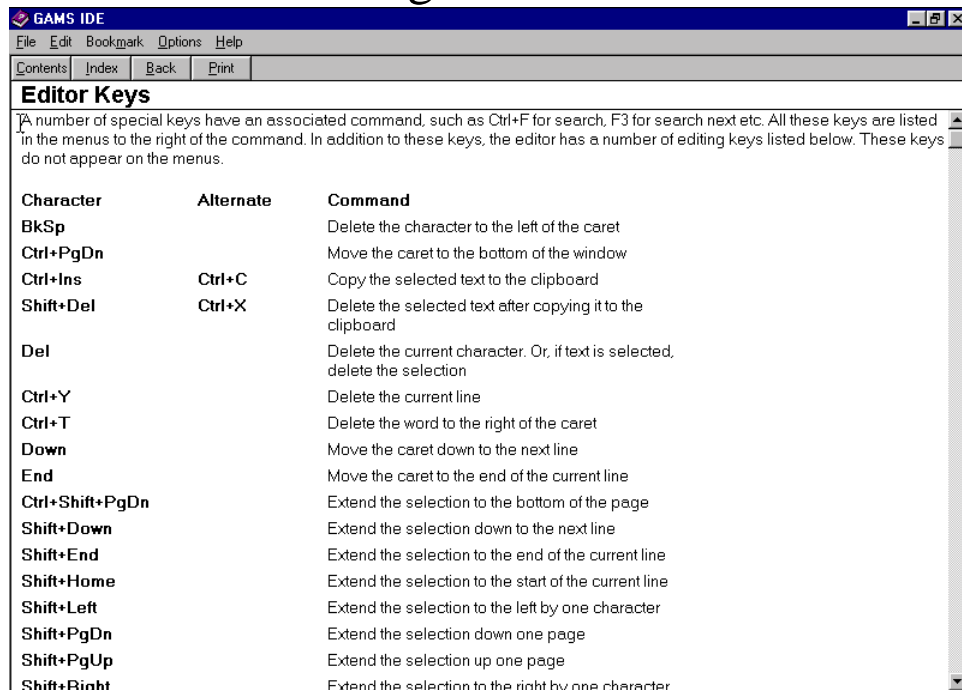 GAMS IDE
File Edit Bookmark Options Help
Contents Index Back Print
Editor Keys
A number of special keys have an associated command, such as Ctrl+F for search, F3 for search next etc. All these keys are listed
in the menus to the right of the command. In addition to these keys, the editor has a number of editing keys listed below. These keys
do not appear on the menus.
Character Alternate Command
BkSp Delete the character to the left of the caret
Ctrl+PgDn Move the caret to the bottom of the window
Ctrl+Ins Ctrl+C Copy the selected text to the clipboard
Shift+Del Ctrl+X Delete the selected text after copying it to the
clipboard
Del Delete the current character. Or, if text is selected,
delete the selection
Ctrl+Y Delete the current line
Ctrl+T Delete the word to the right of the caret
Down Move the caret down to the next line
End Move the caret to the end of the current line
Ctrl+Shift+PgDn Extend the selection to the bottom of the page
Shift+Down Extend the selection down to the next line
Shift+End Extend the selection to the end of the current line
Shift+Home Extend the selection to the start of the current line
Shift+Left Extend the selection to the left by one character
Shift+PgDn Extend the selection down one page
Shift+PgUp Extend the selection up one page
Shift+Right Extend the selection to the right by one character